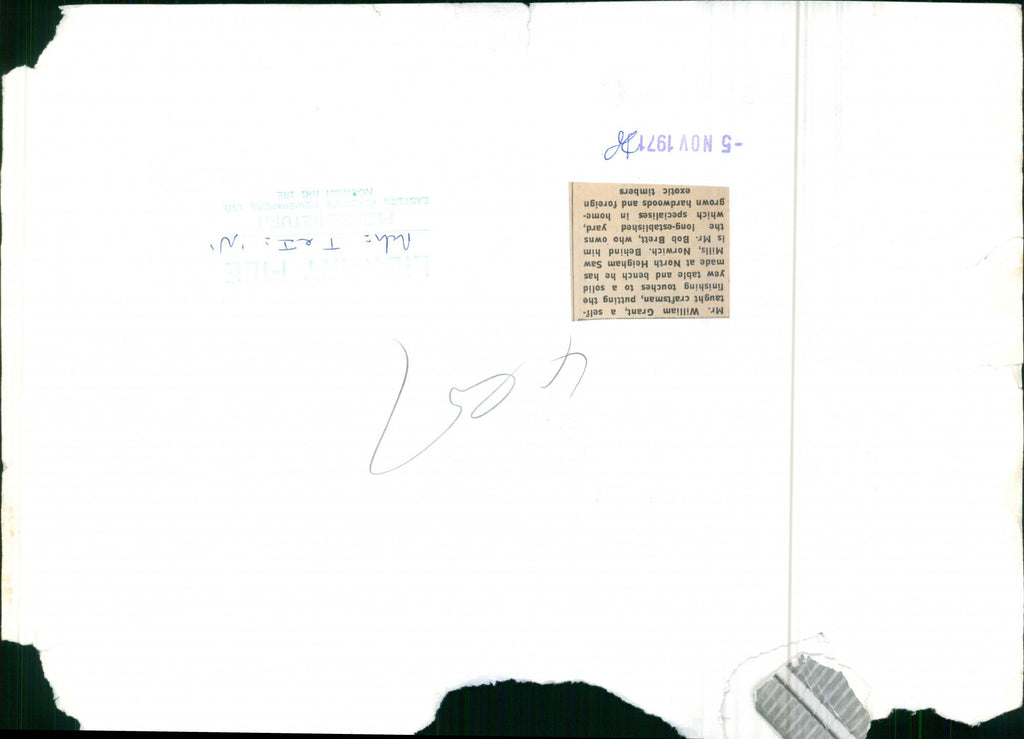 Mr. William Grant, a self-
taught craftsman, putting the
finishing touches to a solid
yew table and bench he has
made at North Heigham Saw
Mills, Norwich. Behind him
is Mr. Bob Brett, who owns
the long-established yard,
which specialises in home-
grown hardwoods and foreign
exotic timbers
-5 NOV 1971
LIBRARY FILE
PLEASE RETURN
EASTERN COUNTIES NEWSPAPERS LTD
NORWICH NR1 1RE